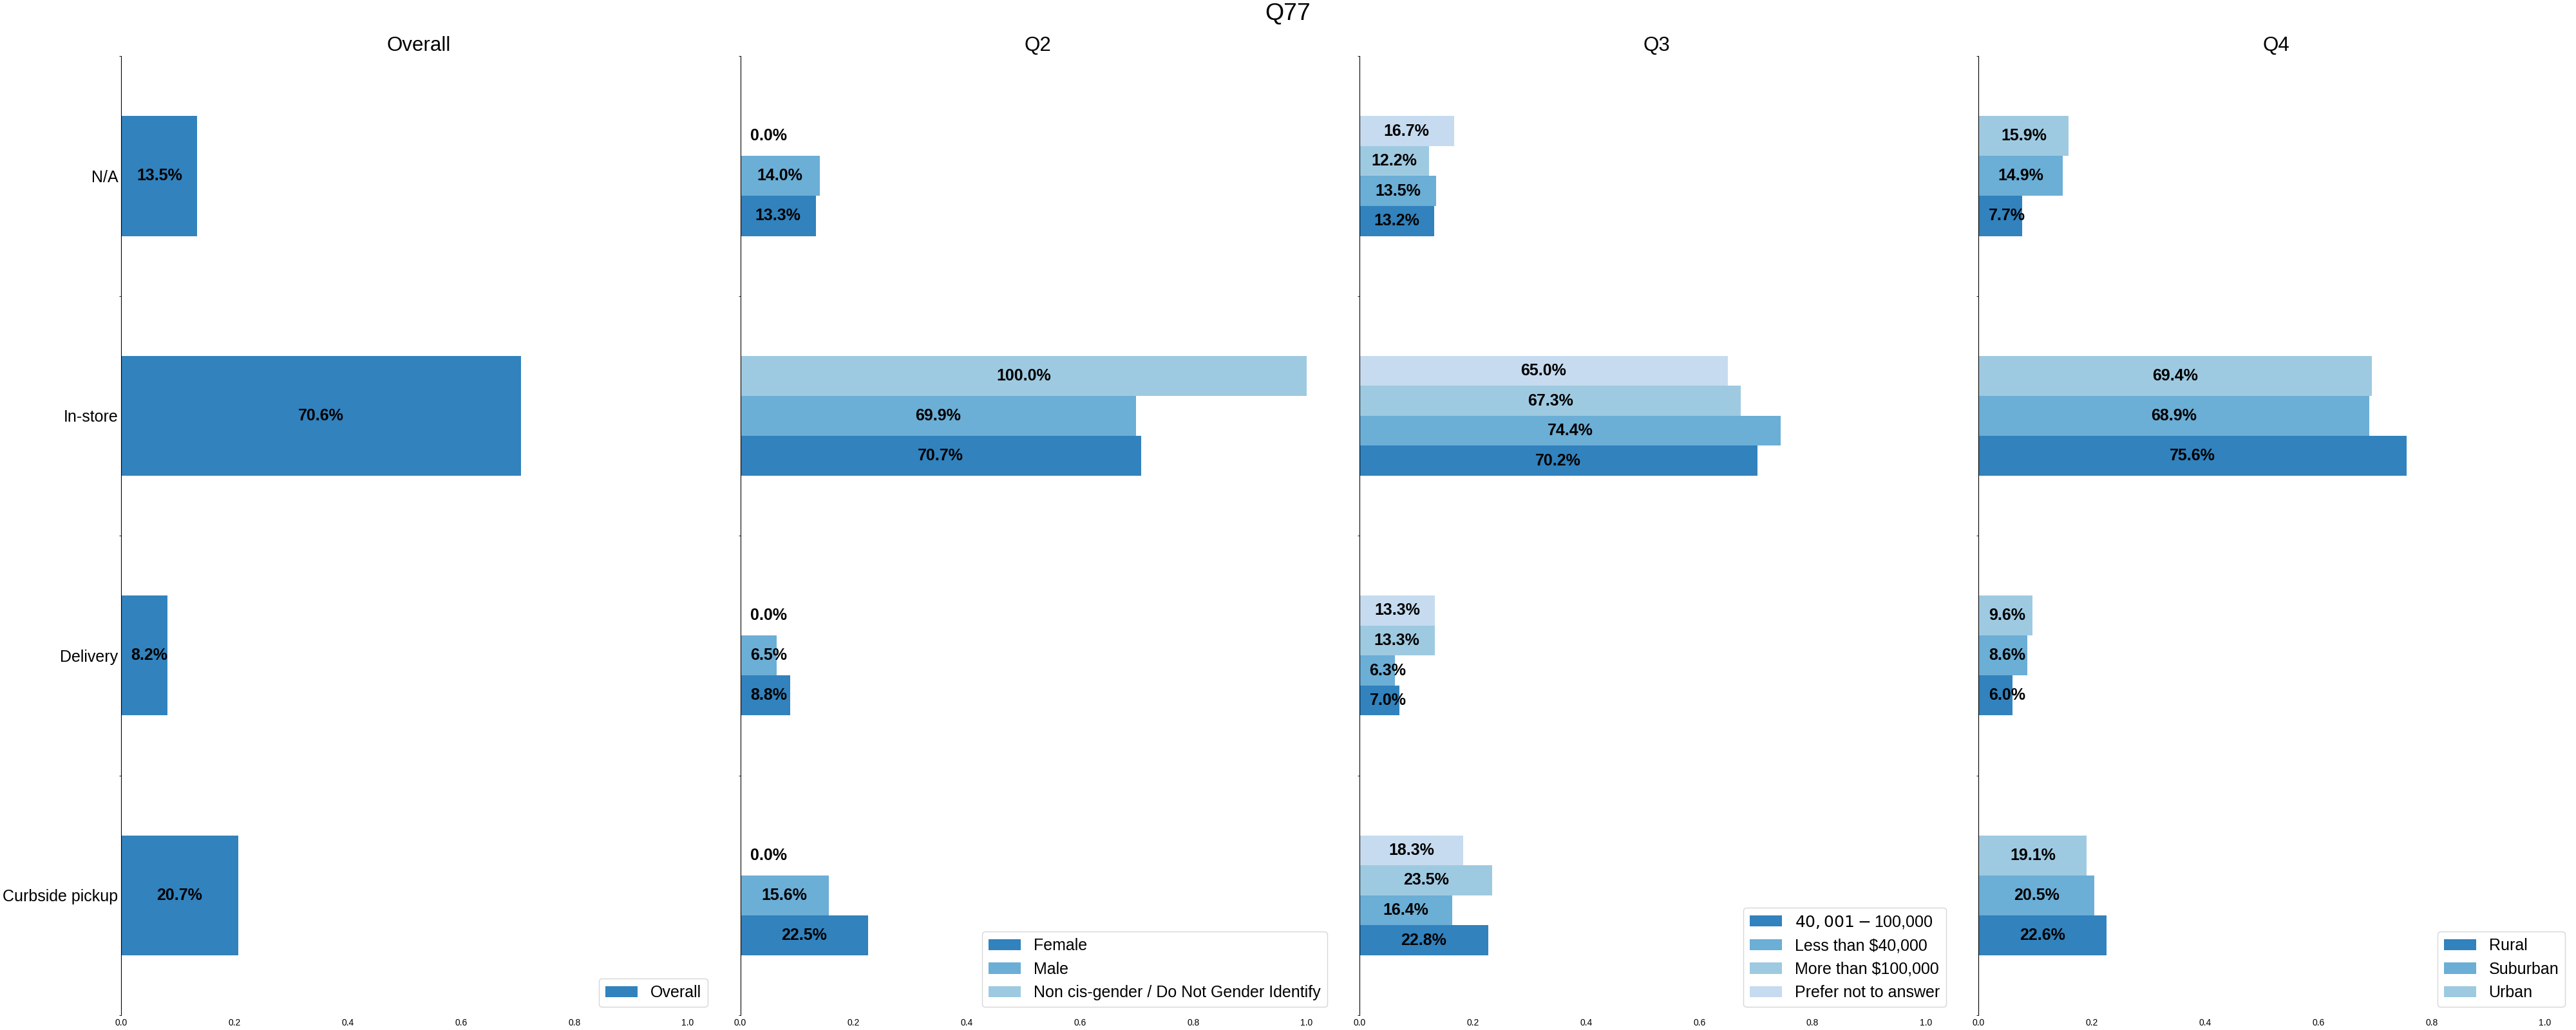 Q77
Overall
N/A
In-store
Delivery
Curbside pickup
13.5%
70.6%
8.2%
20.7%
Overall
0.0 0.2 0.4 0.6 0.8 1.0
Q2
0.0%
14.0%
13.3%
100.0%
69.9%
70.7%
0.0%
6.5%
8.8%
0.0%
15.6%
22.5%
Female
Male
Non cis-gender / Do Not Gender Identify
0.0 0.2 0.4 0.6 0.8 1.0
Q3
16.7%
12.2%
13.5%
13.2%
65.0%
67.3%
74.4%
70.2%
13.3%
13.3%
6.3%
7.0%
18.3%
23.5%
16.4%
22.8%
40,001 − 100,000
Less than $40,000
More than $100,000
Prefer not to answer
0.0 0.2 0.4 0.6 0.8 1.0
Q4
15.9%
14.9%
7.7%
69.4%
68.9%
75.6%
9.6%
8.6%
6.0%
19.1%
20.5%
22.6%
Rural
Suburban
Urban
0.0 0.2 0.4 0.6 0.8 1.0